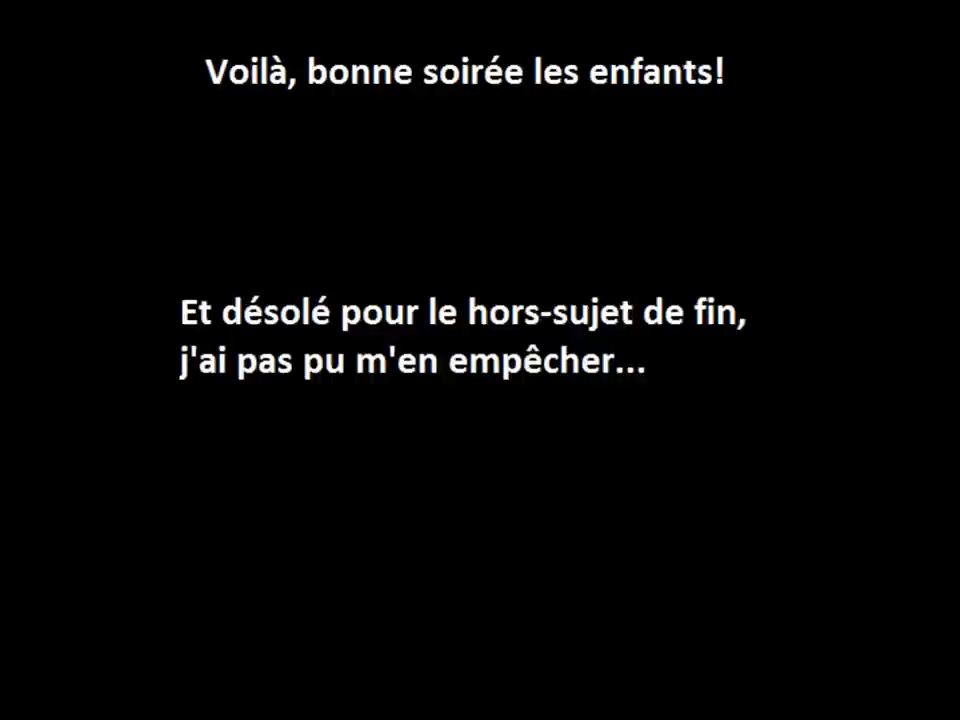 Voilà, bonne soirée les enfants!
Et désolé pour le hors-sujet de fin,
j'ai pas pu m'en empêcher...